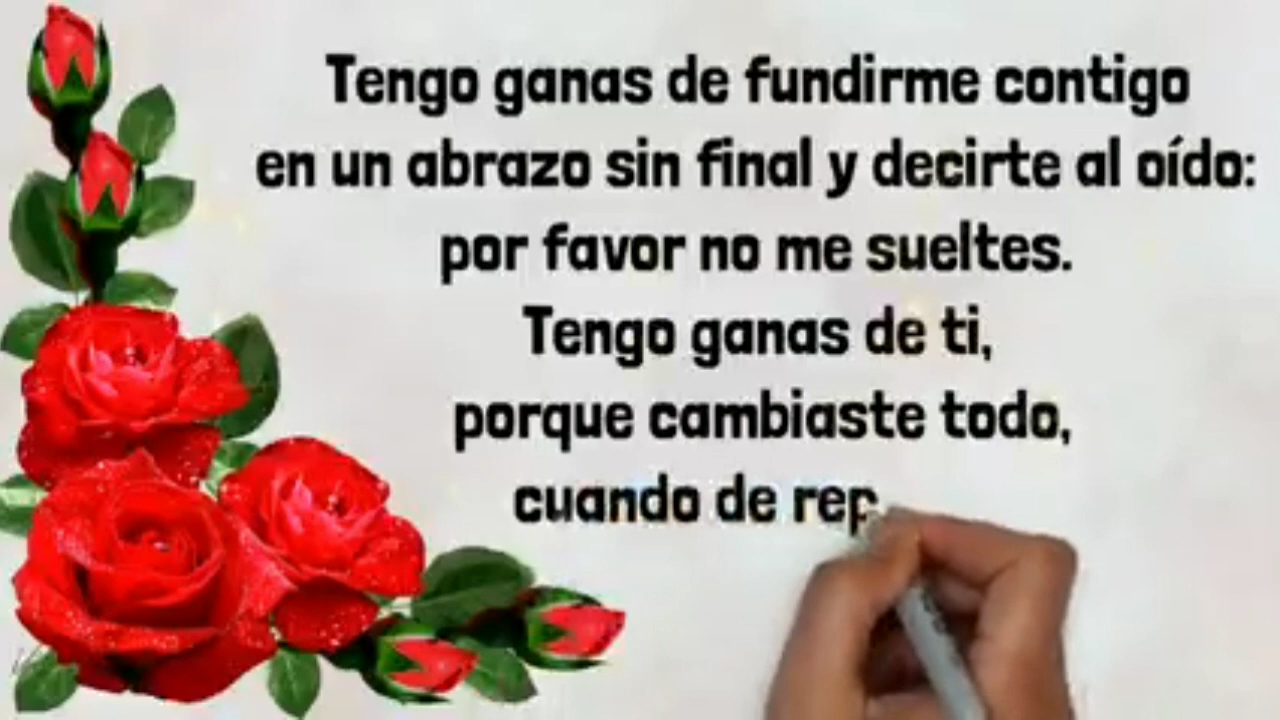 Tengo ganas de fundirme contigo
en un abrazo sin final y decirte al oído:
por favor no me sueltes.
Tengo ganas de ti,
porque cambiaste todo,
cuando de rep